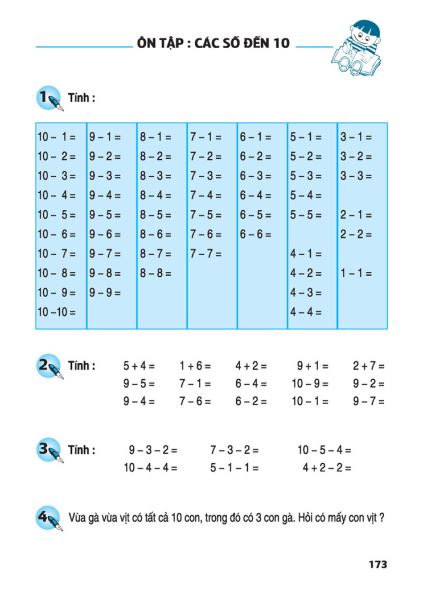 ÔN TẬP : CÁC SỐ ĐẾN 10
1 Tính :
10 – 1 = 9 – 1 = 8 – 1 = 7 – 1 = 6 – 1 = 5 – 1 = 3 – 1 =
10 – 2 = 9 – 2 = 8 – 2 = 7 – 2 = 6 – 2 = 5 – 2 = 3 – 2 =
10 – 3 = 9 – 3 = 8 – 3 = 7 – 3 = 6 – 3 = 5 – 3 = 3 – 3 =
10 – 4 = 9 – 4 = 8 – 4 = 7 – 4 = 6 – 4 = 5 – 4 =
10 – 5 = 9 – 5 = 8 – 5 = 7 – 5 = 6 – 5 = 5 – 5 = 2 – 1 =
10 – 6 = 9 – 6 = 8 – 6 = 7 – 6 = 6 – 6 = 2 – 2 =
10 – 7 = 9 – 7 = 8 – 7 = 7 – 7 = 4 – 1 =
10 – 8 = 9 – 8 = 8 – 8 = 4 – 2 = 1 – 1 =
10 – 9 = 9 – 9 = 4 – 3 =
10 –10 = 4 – 4 =
2 Tính : 5 + 4 = 1 + 6 = 4 + 2 = 9 + 1 = 2 + 7 =
9 – 5 = 7 – 1 = 6 – 4 = 10 – 9 = 9 – 2 =
9 – 4 = 7 – 6 = 6 – 2 = 10 – 1 = 9 – 7 =
3 Tính : 9 – 3 – 2 = 7 – 3 – 2 = 10 – 5 – 4 =
10 – 4 – 4 = 5 – 1 – 1 = 4 + 2 – 2 =
4 Vừa gà vừa vịt có tất cả 10 con, trong đó có 3 con gà. Hỏi có mấy con vịt ?
173